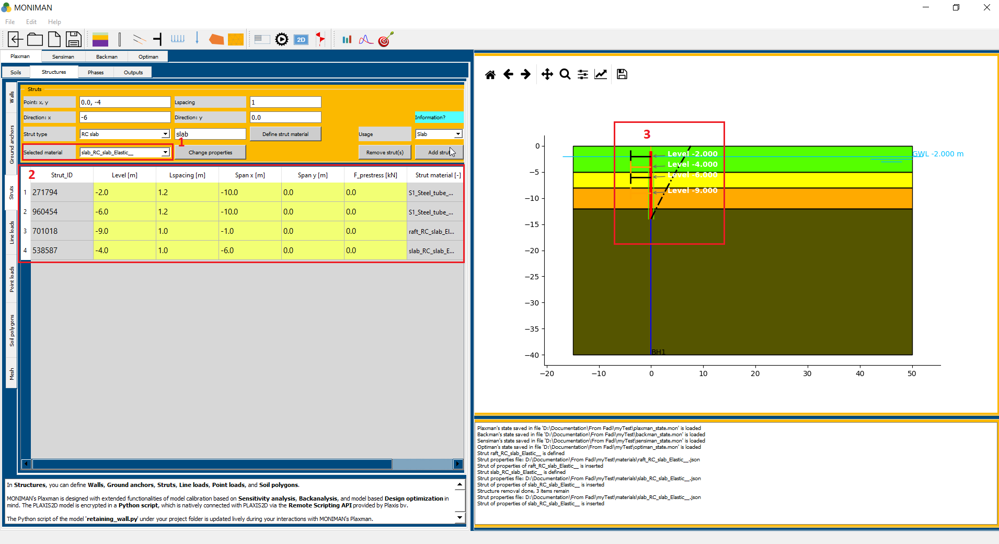 MONIMAN
File Edit Help
2D
Plaxman Sensiman Backman Optiman
Soils Structures Phases Outputs
Walls
Ground anchors
Struts
Line loads
Point loads
Soil polygons
Mesh
Struts
Point: x, y 0.0, -4 Lspacing 1
Direction: x -6 Direction: y 0.0 Information?
Strut type RC slab slab Define strut material Usage Slab
1
Selected material slab_RC_slab_Elastic__ Change properties Remove strut(s) Add strut
2 Strut_ID Level [m] Lspacing [m] Span x [m] Span y [m] F_prestress [kN] Strut material [-]
1 271794 -2.0 1.2 -10.0 0.0 0.0 S1_Steel_tube_...
2 960454 -6.0 1.2 -10.0 0.0 0.0 S1_Steel_tube_...
3 701018 -9.0 1.0 -1.0 0.0 0.0 raft_RC_slab_El...
4 538587 -4.0 1.0 -6.0 0.0 0.0 slab_RC_slab_E...
In Structures, you can define Walls, Ground anchors, Struts, Line loads, Point loads, and Soil polygons.
MONIMAN's Plaxman is designed with extended functionalities of model calibration based on Sensitivity analysis, Backanalysis, and model based Design optimization in
mind. The PLAXIS2D model is encrypted in a Python script, which is natively connected with PLAXIS2D via the Remote Scripting API provided by Plaxis bv.
The Python script of the model 'retaining_wall.py' under your project folder is updated lively during your interactions with MONIMAN's Plaxman.
3
Level -2.000
Level -4.000
Level -6.000
Level -9.000
GWL -2.000 m
BH1
0
−5
−10
−15
−20
−25
−30
−35
−40
−20 −10 0 10 20 30 40 50
Plaxman's state saved in file 'D:\Documentation\From Fadi\myTest\plaxman_state.mon' is loaded
Backman's state saved in file 'D:\Documentation\From Fadi\myTest\backman_state.mon' is loaded
Sensiman's state saved in file 'D:\Documentation\From Fadi\myTest\sensiman_state.mon' is loaded
Optiman's state saved in file 'D:\Documentation\From Fadi\myTest\optiman_state.mon' is loaded
Strut raft_RC_slab_Elastic__ is defined
Strut properties file: D:\Documentation\From Fadi\myTest\materials\raft_RC_slab_Elastic__.json
Strut of properties of raft_RC_slab_Elastic__ is inserted
Strut slab_RC_slab_Elastic__ is defined
Strut properties file: D:\Documentation\From Fadi\myTest\materials\slab_RC_slab_Elastic__.json
Strut of properties of slab_RC_slab_Elastic__ is inserted
Structure removal done, 3 items remain
Strut properties file: D:\Documentation\From Fadi\myTest\materials\slab_RC_slab_Elastic__.json
Strut of properties of slab_RC_slab_Elastic__ is inserted